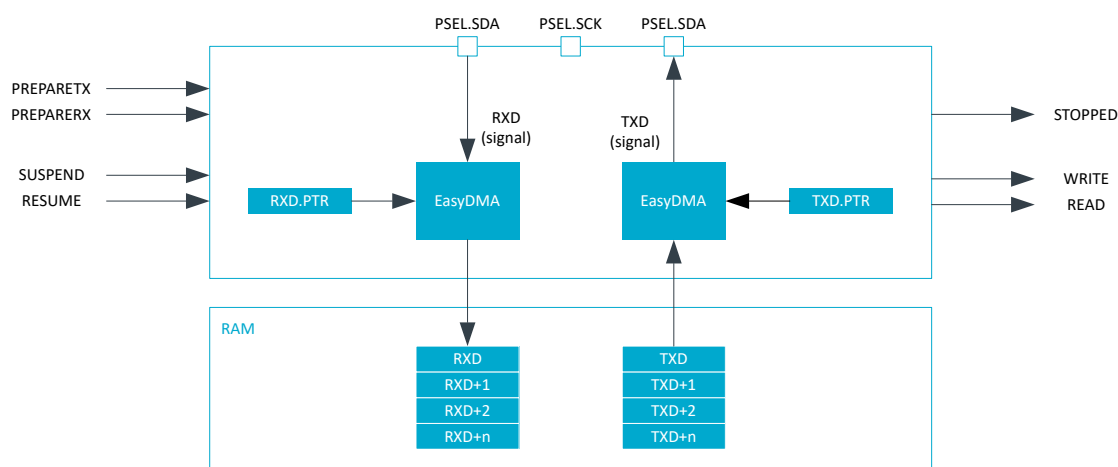 PSEL.SDA
PSEL.SCK
PSEL.SDA
PREPARETX
PREPARERX
SUSPEND
RESUME
RXD
(signal)
TXD
(signal)
STOPPED
WRITE
READ
RXD.PTR
EasyDMA
EasyDMA
TXD.PTR
RAM
RXD
RXD+1
RXD+2
RXD+n
TXD
TXD+1
TXD+2
TXD+n